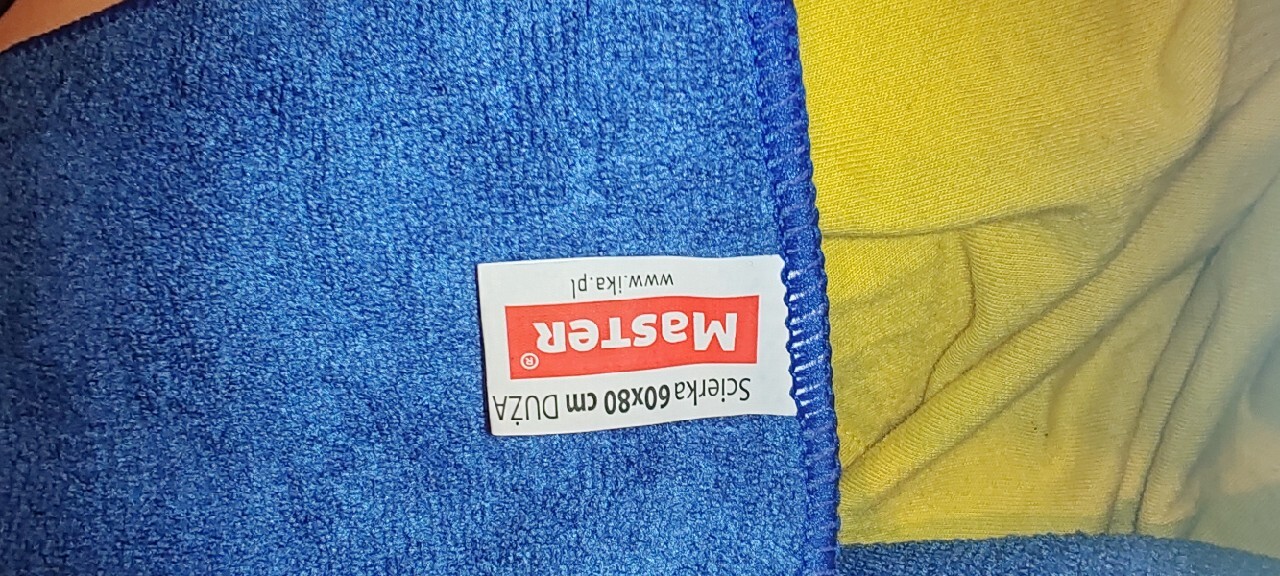 Ścierka 60x80 cm DUŻA
MaSTeR®
www.ika.pl